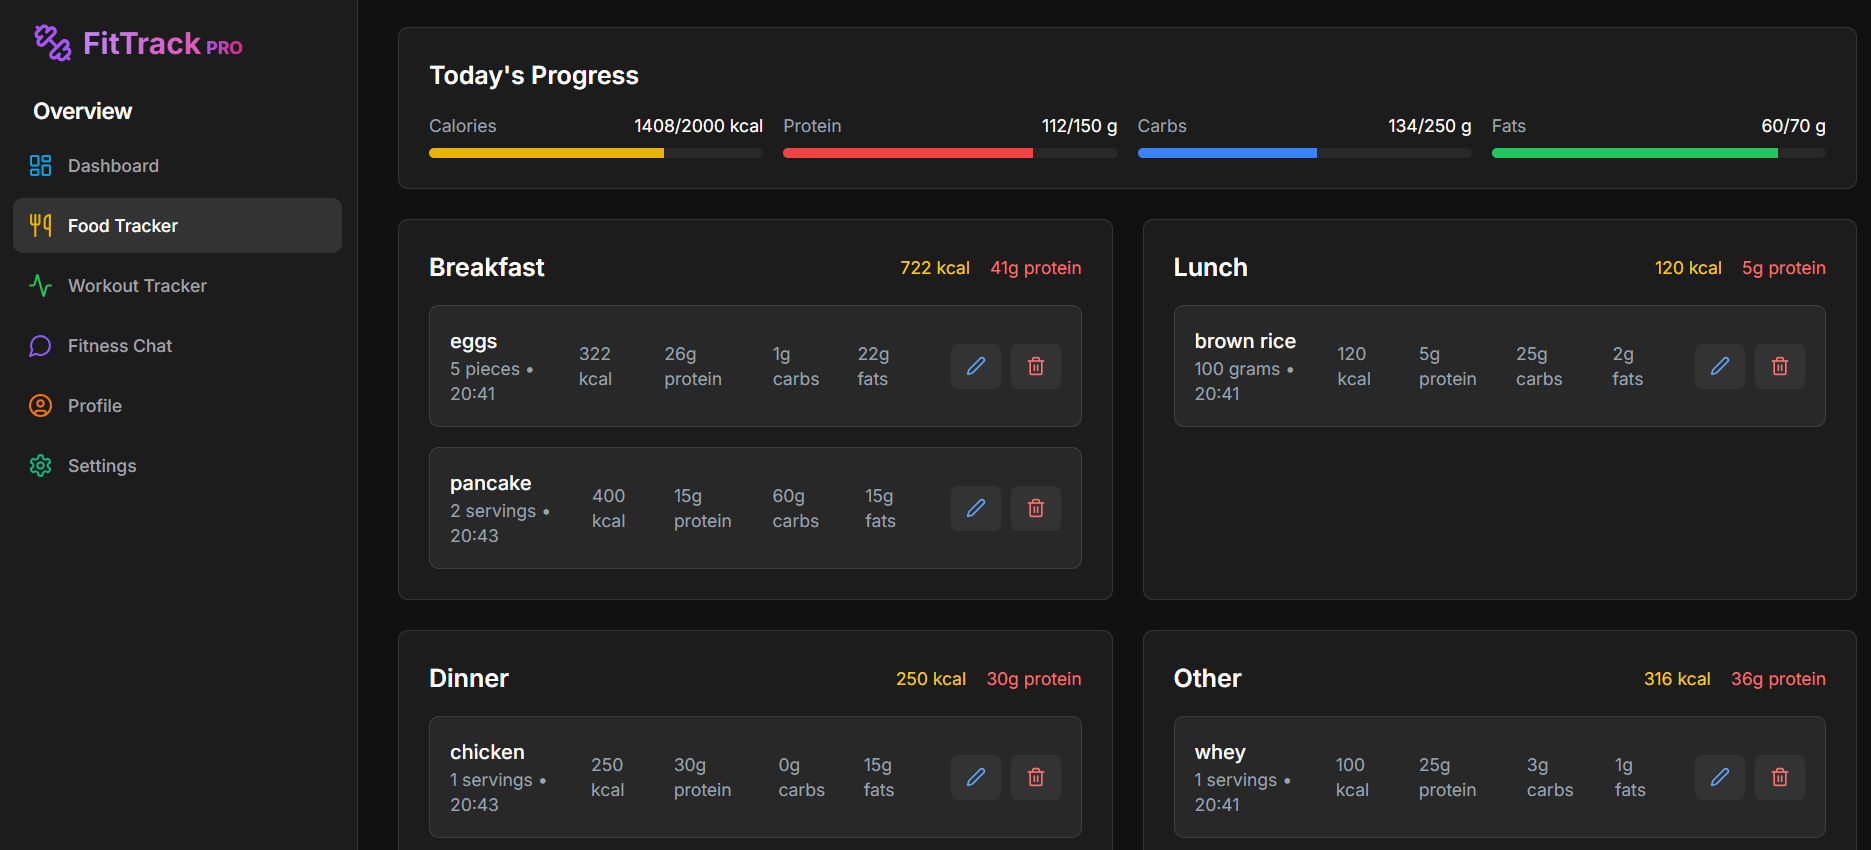 FitTrack PRO
Overview
Dashboard
Food Tracker
Workout Tracker
Fitness Chat
Profile
Settings
Today's Progress
Calories 1408/2000 kcal
Protein 112/150 g
Carbs 134/250 g
Fats 60/70 g
Breakfast 722 kcal 41g protein
eggs
5 pieces •
20:41
322
kcal
26g
protein
1g
carbs
22g
fats
pancake
2 servings •
20:43
400
kcal
15g
protein
60g
carbs
15g
fats
Lunch 120 kcal 5g protein
brown rice
100 grams •
20:41
120
kcal
5g
protein
25g
carbs
2g
fats
Dinner 250 kcal 30g protein
chicken
1 servings •
20:43
250
kcal
30g
protein
0g
carbs
15g
fats
Other 316 kcal 36g protein
whey
1 servings •
20:41
100
kcal
25g
protein
3g
carbs
1g
fats